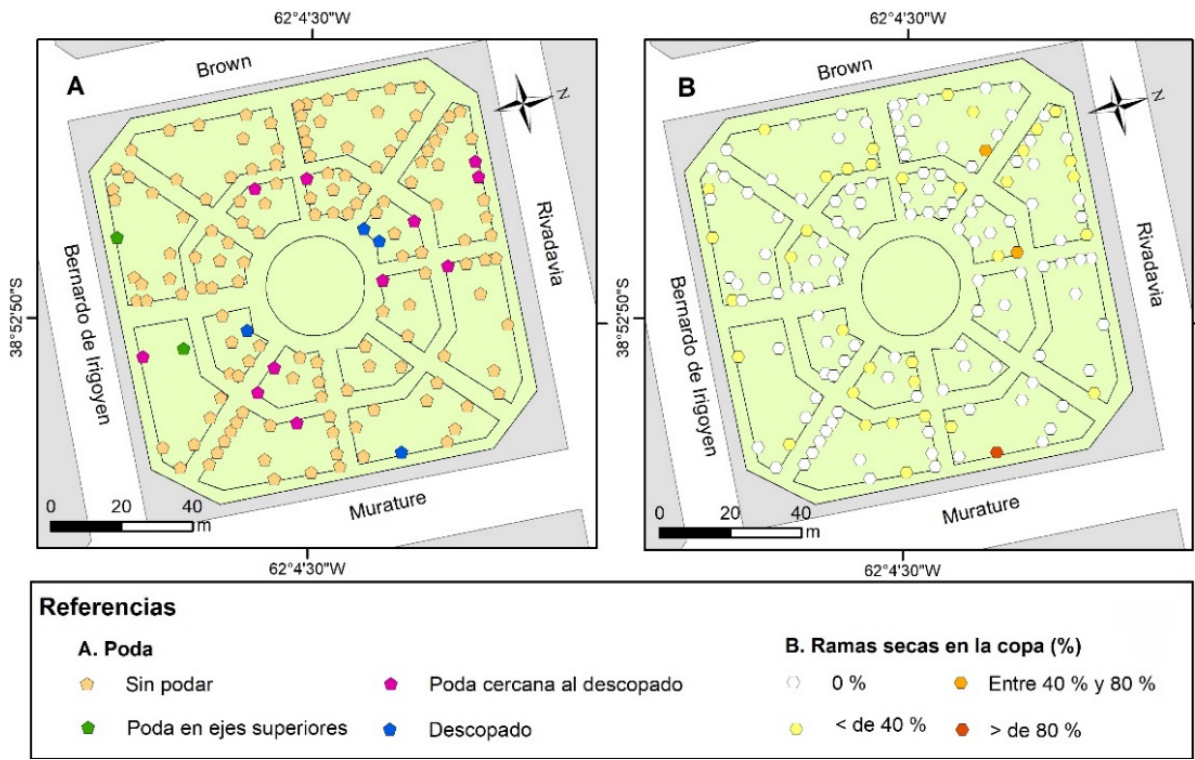 62°4'30"W
62°4'30"W
A
Brown
N
Rivadavia
Bernardo de Irigoyen
Murature
0 20 40
m
38°52'50"S
62°4'30"W
B
Brown
N
Rivadavia
Bernardo de Irigoyen
Murature
0 20 40
m
38°52'50"S
62°4'30"W
Referencias
A. Poda
Sin podar
Poda cercana al descopado
Poda en ejes superiores
Descopado
B. Ramas secas en la copa (%)
0 %
Entre 40 % y 80 %
< de 40 %
> de 80 %